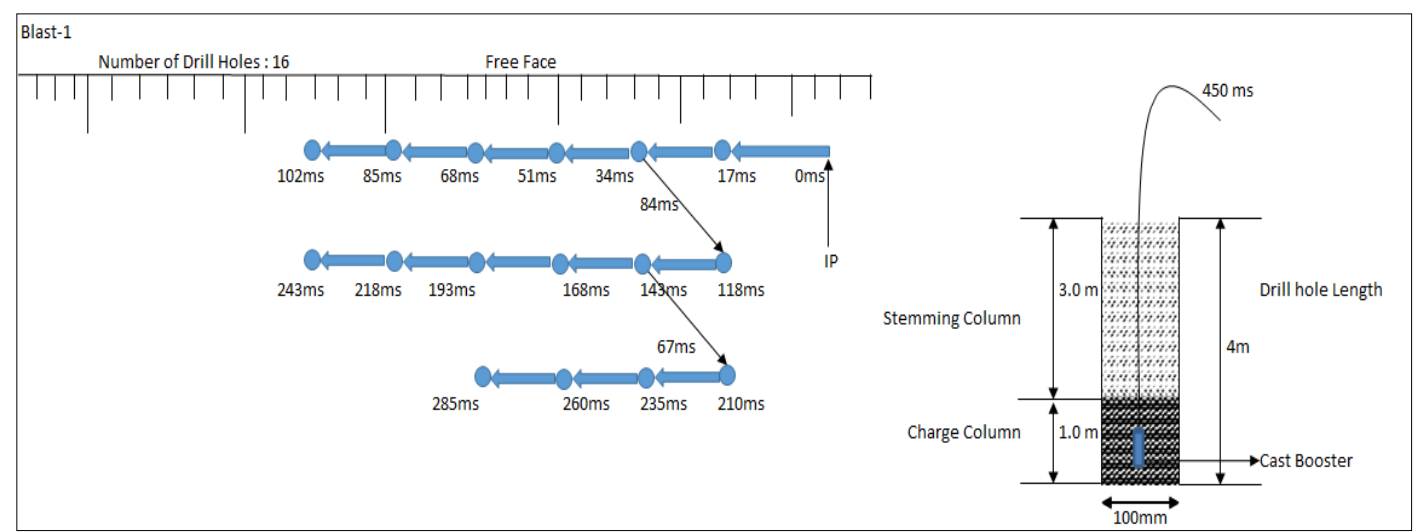 Blast-1
Number of Drill Holes : 16
Free Face
450 ms
102ms
85ms
68ms
51ms
34ms
17ms
0ms
84ms
IP
243ms
218ms
193ms
168ms
143ms
118ms
67ms
285ms
260ms
235ms
210ms
3.0 m
Drill hole Length
Stemming Column
4m
Charge Column
1.0 m
Cast Booster
100mm